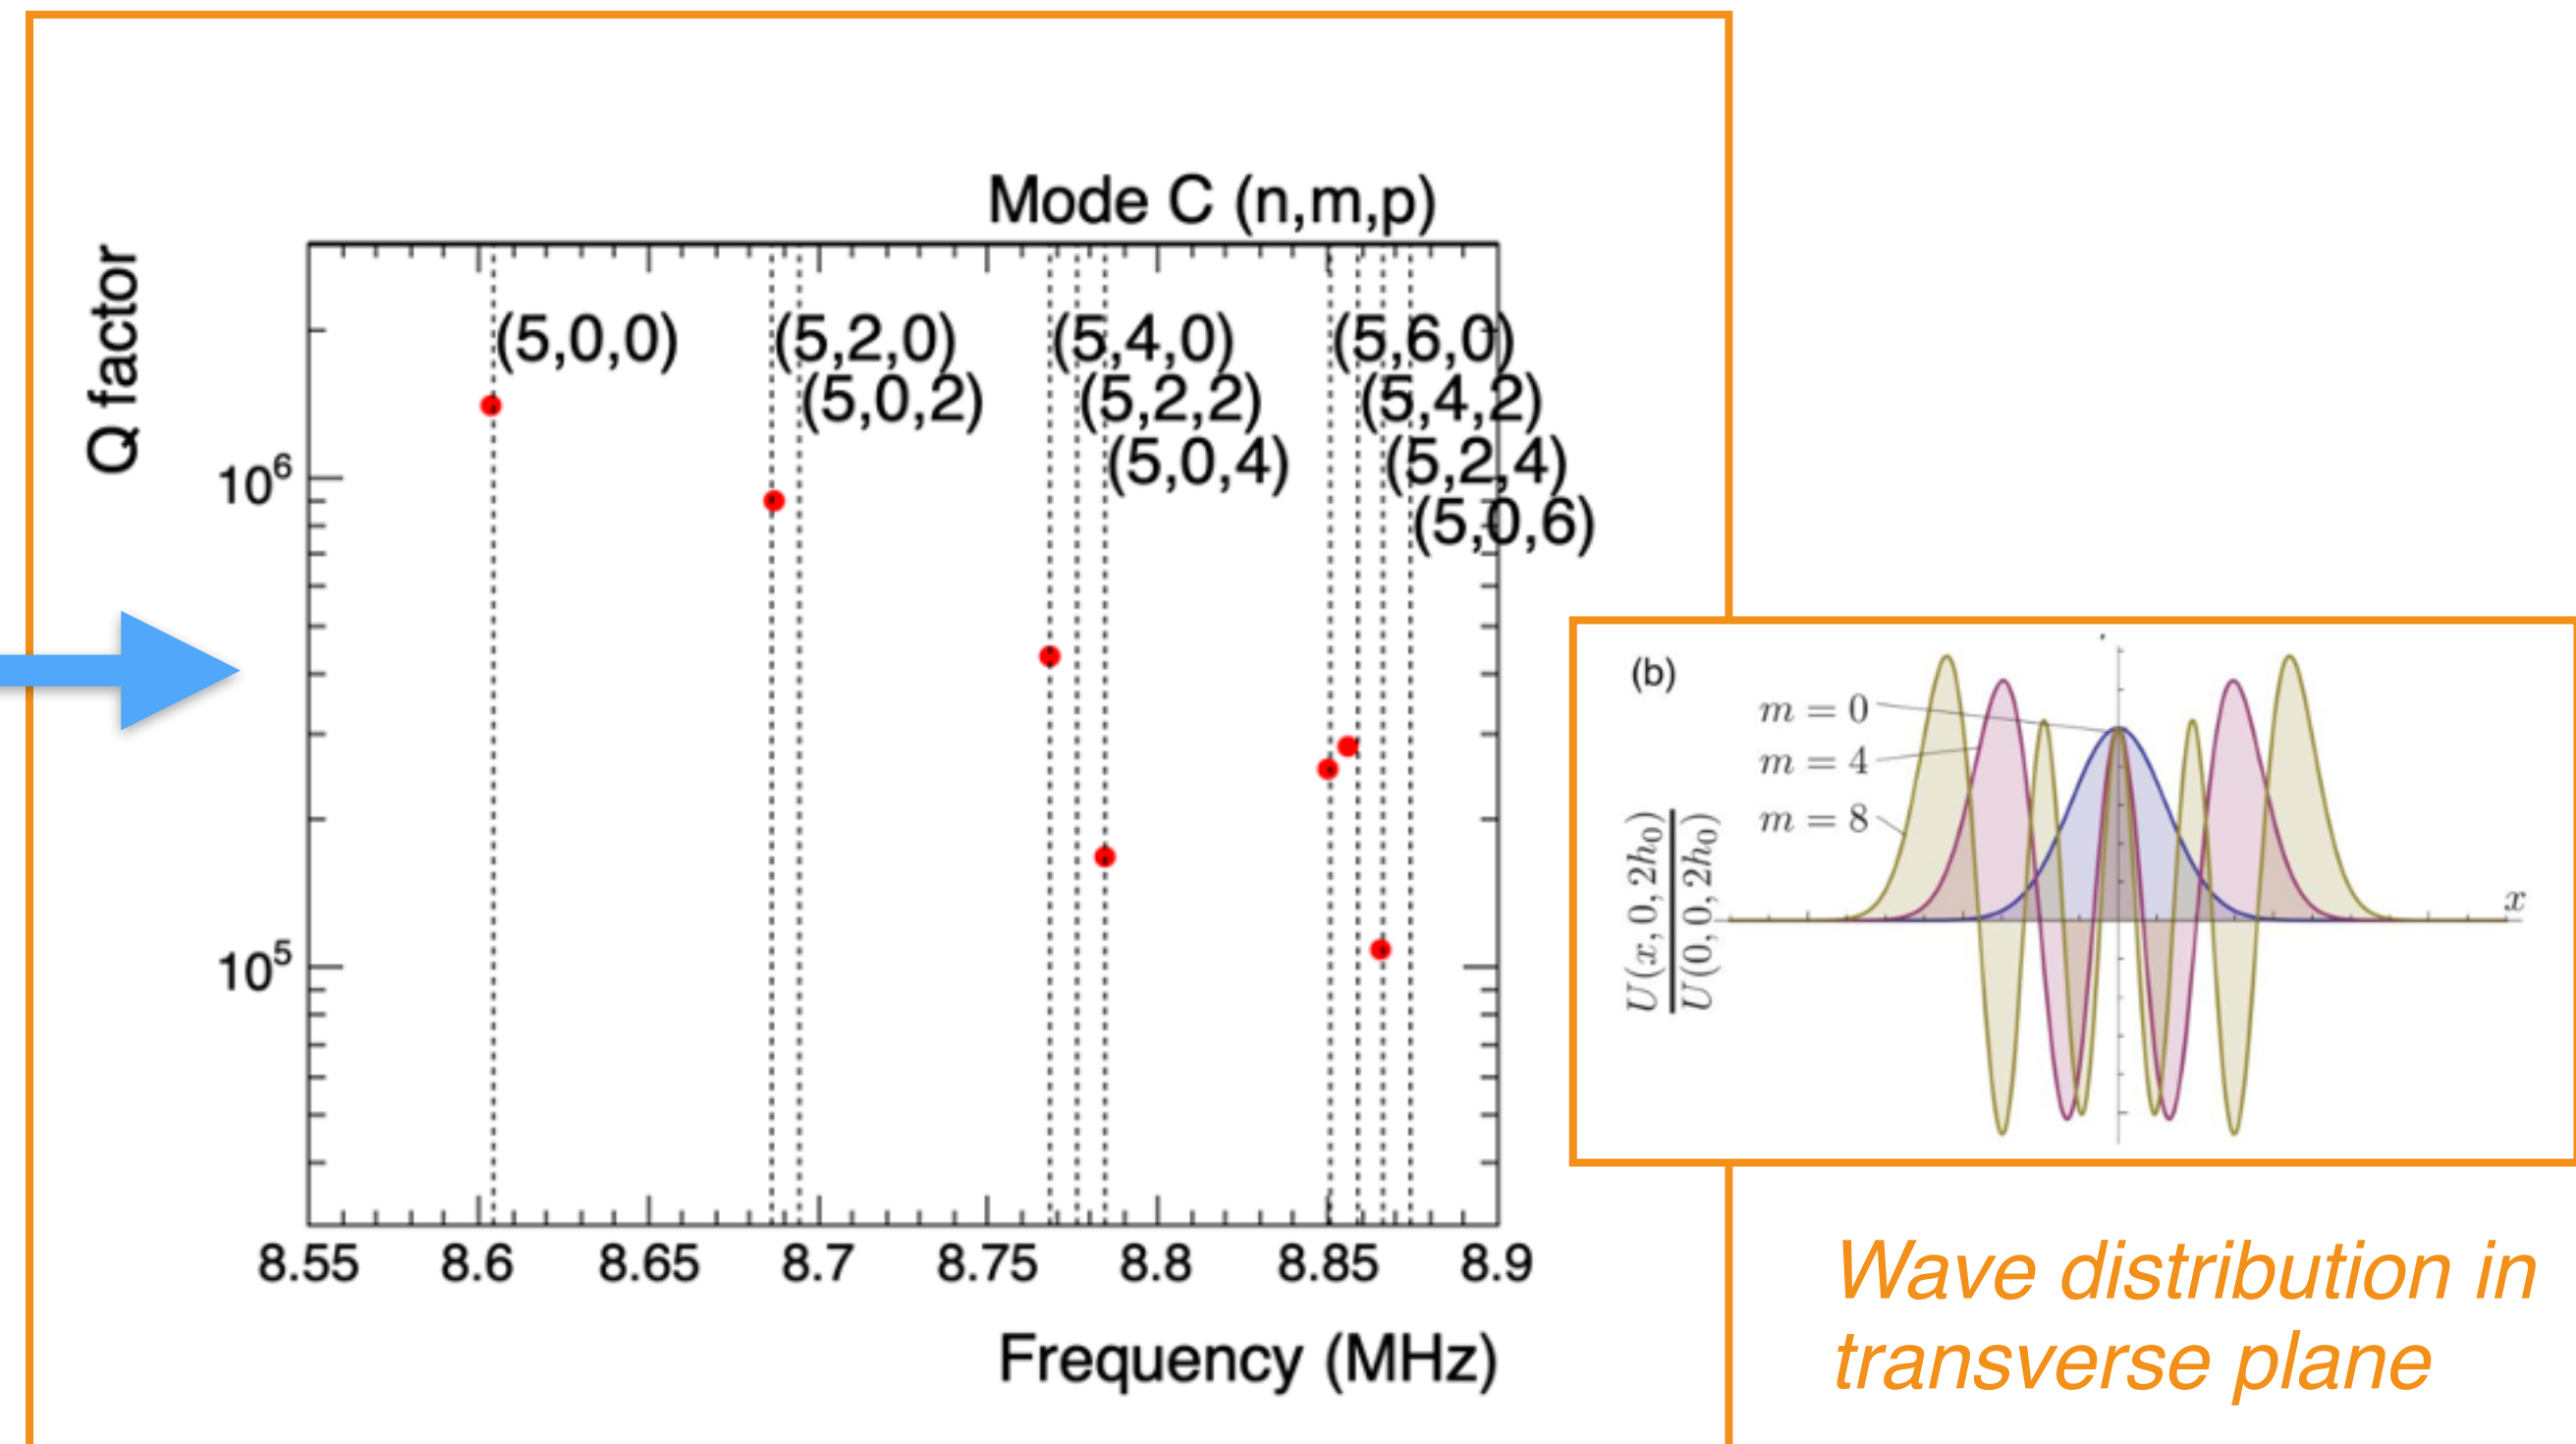 Mode C (n,m,p)
Q factor
(5,0,0)
(5,2,0)
(5,0,2)
(5,4,0)
(5,2,2)
(5,0,4)
(5,6,0)
(5,4,2)
(5,2,4)
(5,0,6)
10⁶
10⁵
8.55 8.6 8.65 8.7 8.75 8.8 8.85 8.9
Frequency (MHz)
(b)
m = 0
m = 4
m = 8
U(x, 0, 2h₀)
U(0, 0, 2h₀)
x
Wave distribution in
transverse plane